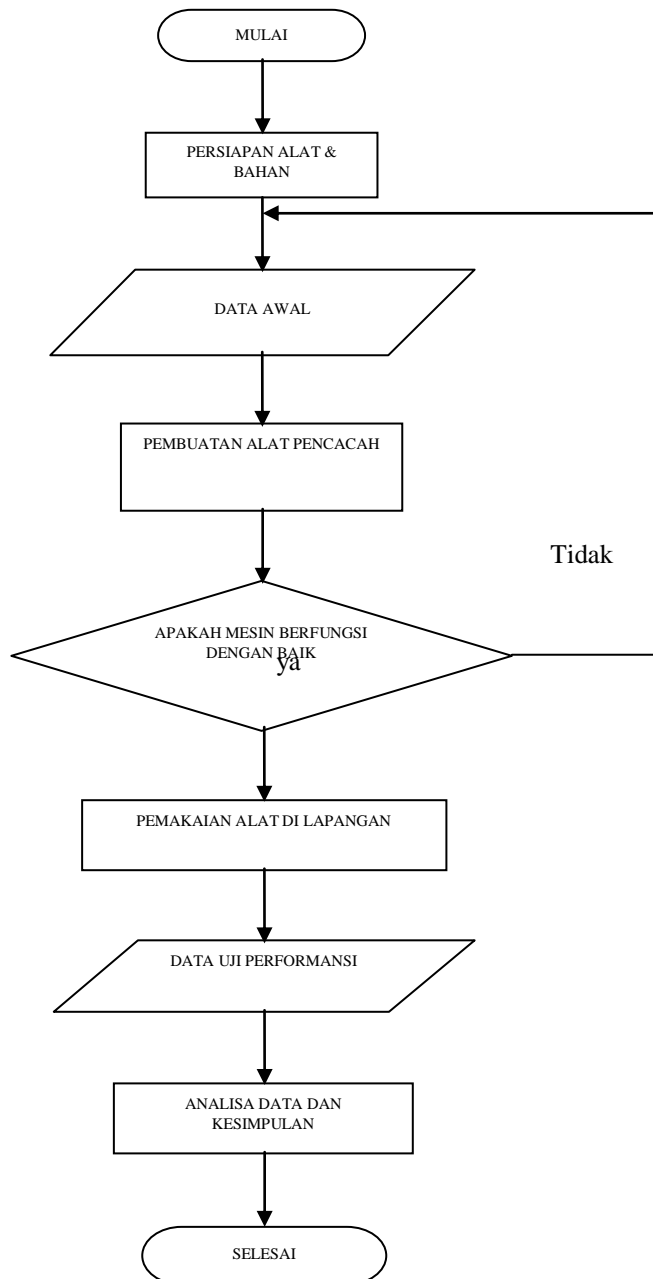 MULAI
PERSIAPAN ALAT &
BAHAN
DATA AWAL
PEMBUATAN ALAT PENCACAH
Tidak
APAKAH MESIN BERFUNGSI
DENGAN BAIK
ya
PEMAKAIAN ALAT DI LAPANGAN
DATA UJI PERFORMANSI
ANALISA DATA DAN
KESIMPULAN
SELESAI